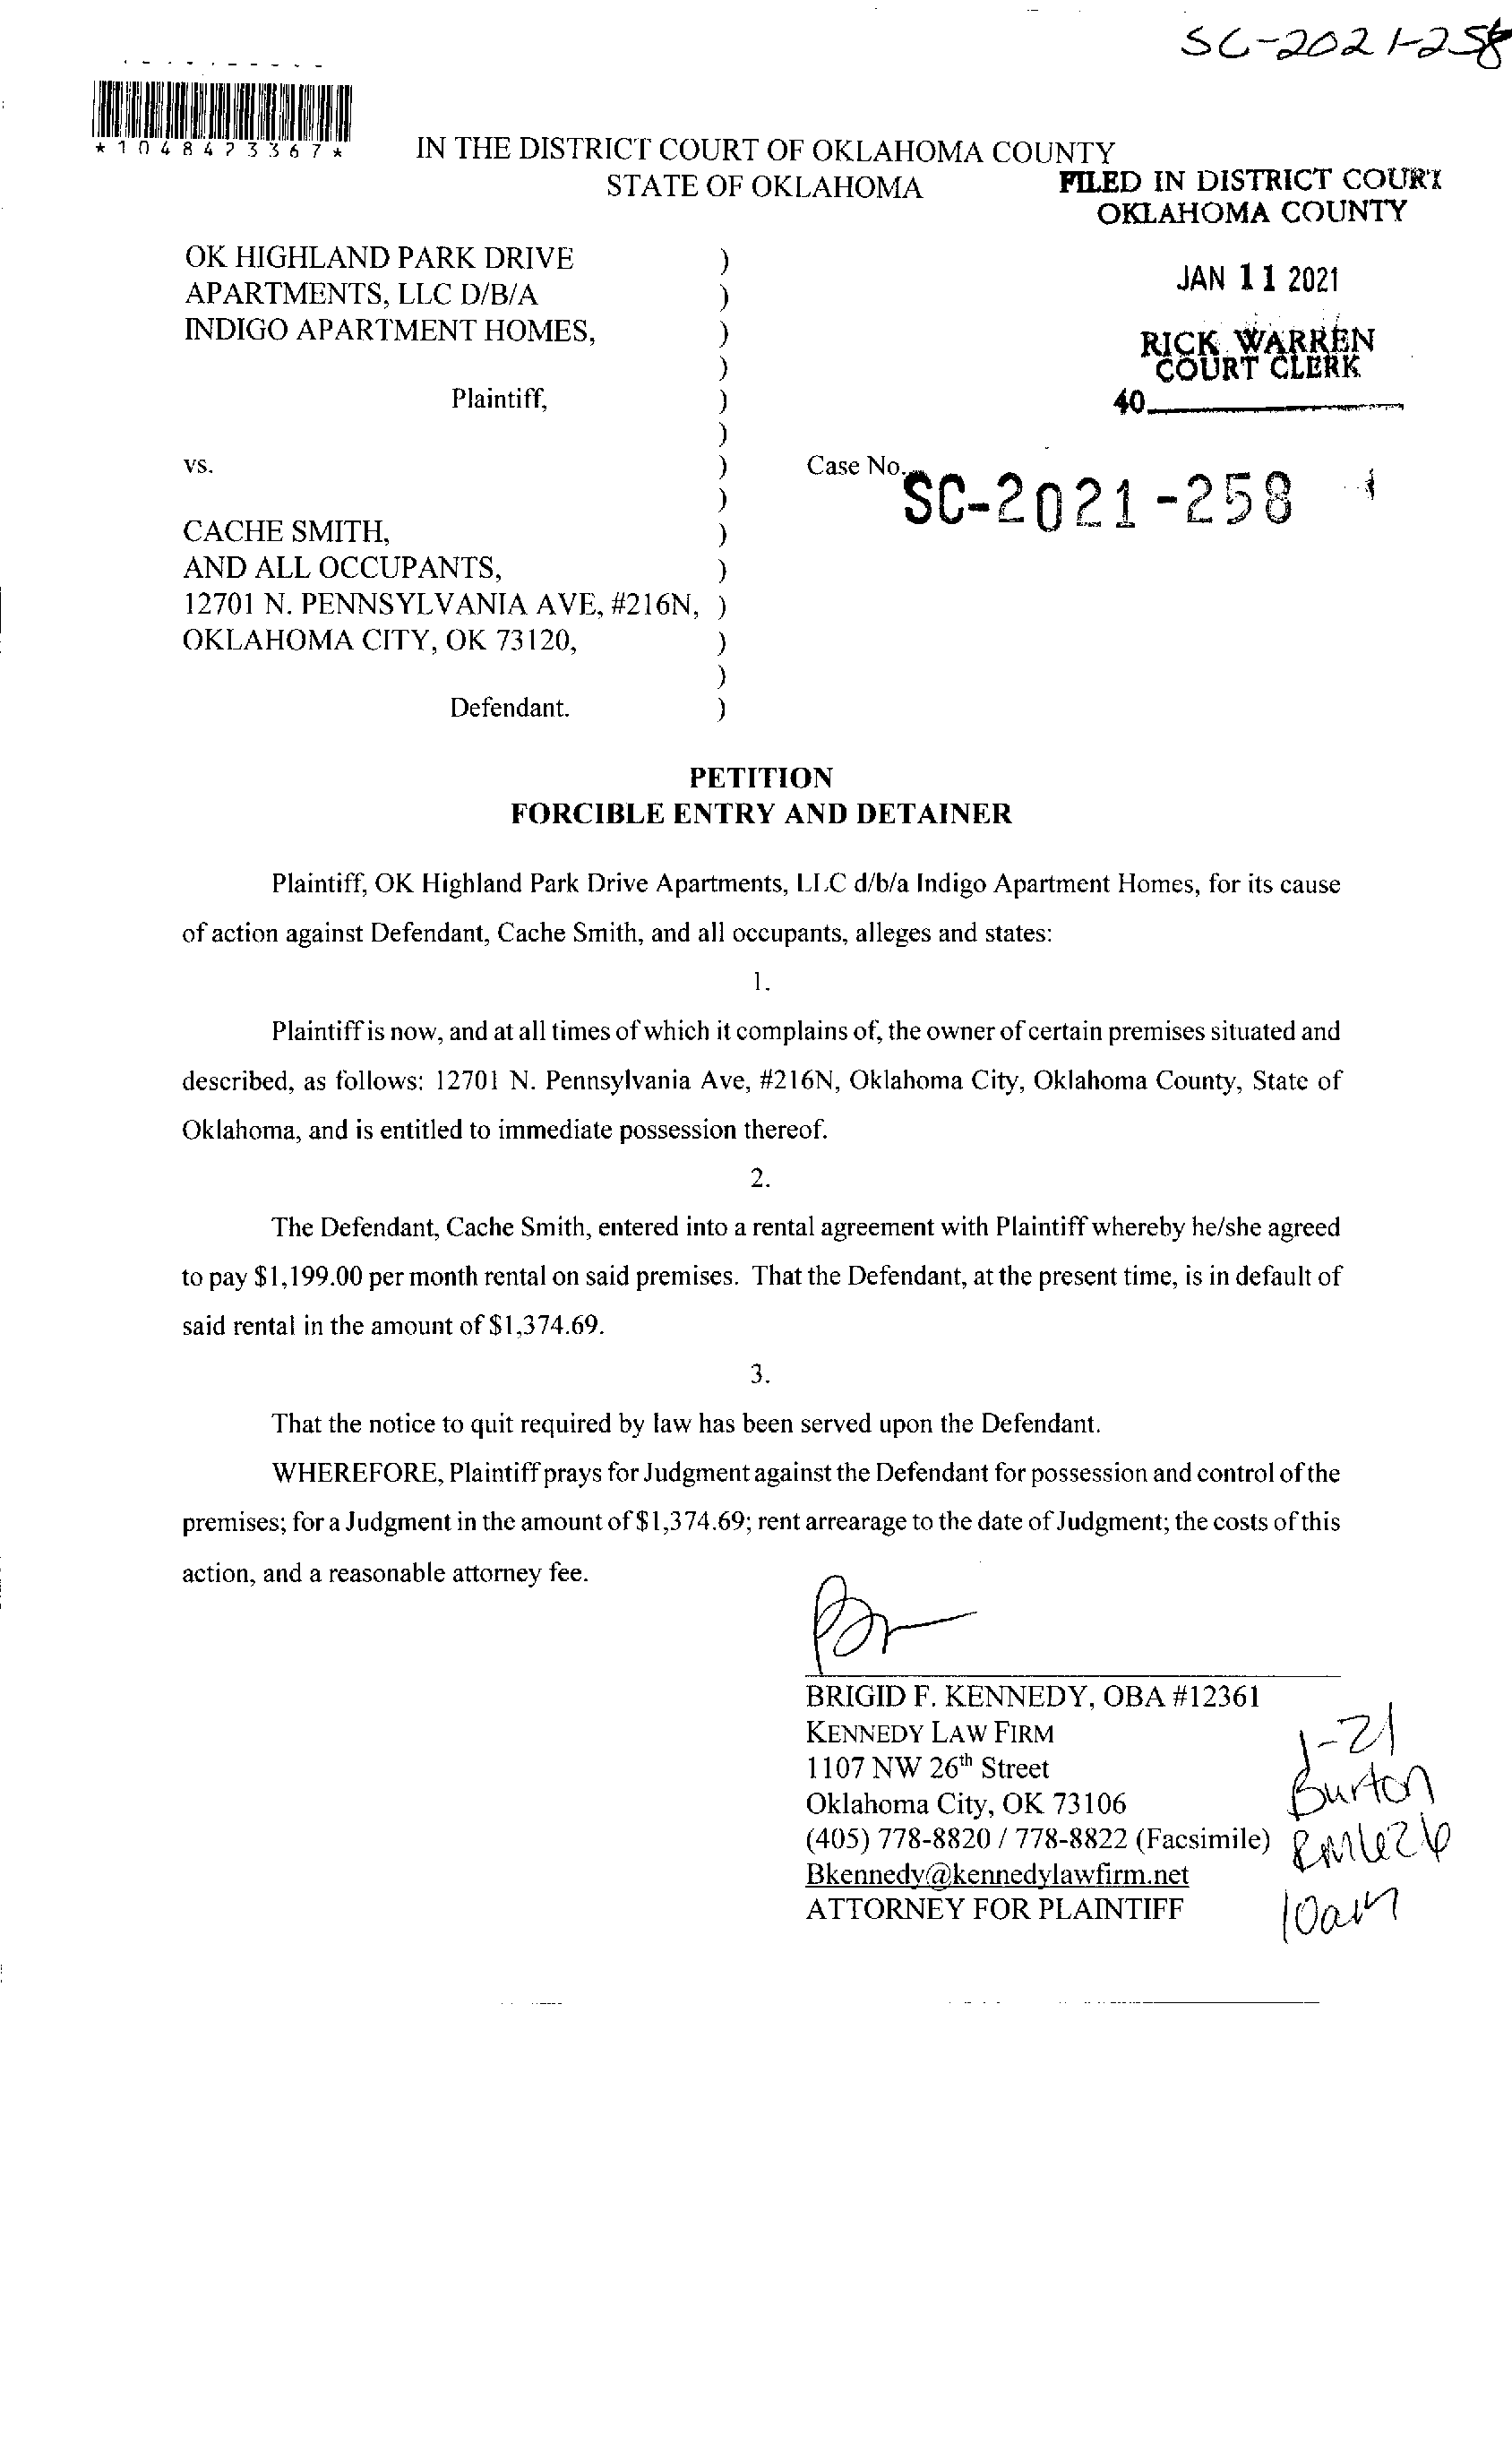 SC-2021-258
*1048473367*
IN THE DISTRICT COURT OF OKLAHOMA COUNTY
STATE OF OKLAHOMA
FILED IN DISTRICT COURT
OKLAHOMA COUNTY
JAN 11 2021
RICK WARREN
COURT CLERK
40
OK HIGHLAND PARK DRIVE )
APARTMENTS, LLC D/B/A )
INDIGO APARTMENT HOMES, )
)
Plaintiff, )
)
vs. ) Case No. SC-2021-258
)
CACHE SMITH, )
AND ALL OCCUPANTS, )
12701 N. PENNSYLVANIA AVE, #216N, )
OKLAHOMA CITY, OK 73120, )
)
Defendant. )
PETITION
FORCIBLE ENTRY AND DETAINER
Plaintiff, OK Highland Park Drive Apartments, LLC d/b/a Indigo Apartment Homes, for its cause
of action against Defendant, Cache Smith, and all occupants, alleges and states:
1.
Plaintiff is now, and at all times of which it complains of, the owner of certain premises situated and
described, as follows: 12701 N. Pennsylvania Ave, #216N, Oklahoma City, Oklahoma County, State of
Oklahoma, and is entitled to immediate possession thereof.
2.
The Defendant, Cache Smith, entered into a rental agreement with Plaintiff whereby he/she agreed
to pay $1,199.00 per month rental on said premises. That the Defendant, at the present time, is in default of
said rental in the amount of $1,374.69.
3.
That the notice to quit required by law has been served upon the Defendant.
WHEREFORE, Plaintiff prays for Judgment against the Defendant for possession and control of the
premises; for a Judgment in the amount of $1,374.69; rent arrearage to the date of Judgment; the costs of this
action, and a reasonable attorney fee.
BRIGID F. KENNEDY, OBA #12361
KENNEDY LAW FIRM
1107 NW 26th Street
Oklahoma City, OK 73106
(405) 778-8820 / 778-8822 (Facsimile)
Bkennedy@kennedylawfirm.net
ATTORNEY FOR PLAINTIFF
1-21
Burton
10am